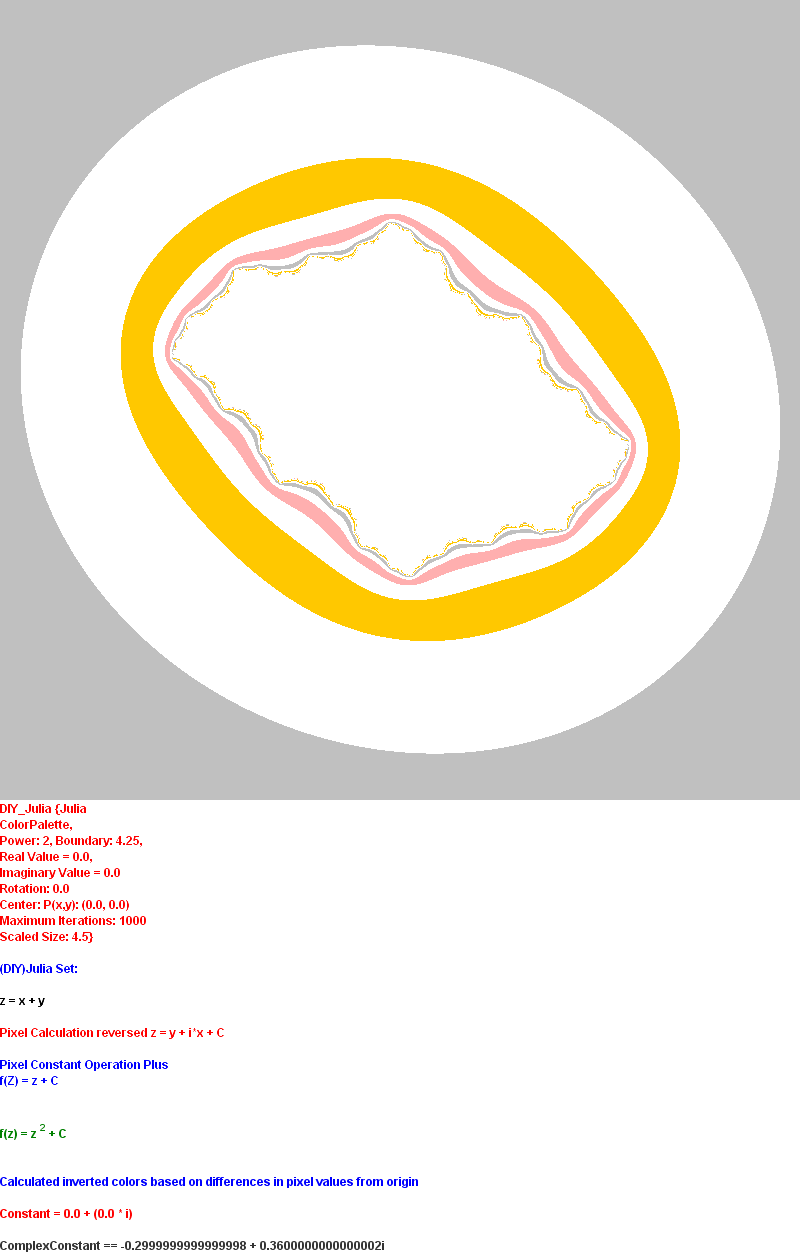 DIY_Julia {Julia
ColorPalette,
Power: 2, Boundary: 4.25,
Real Value = 0.0,
Imaginary Value = 0.0
Rotation: 0.0
Center: P(x,y): (0.0, 0.0)
Maximum Iterations: 1000
Scaled Size: 4.5}
(DIY)Julia Set:
z = x + y
Pixel Calculation reversed z = y + i*x + C
Pixel Constant Operation Plus
f(Z) = z + C
f(z) = z 2 + C
Calculated inverted colors based on differences in pixel values from origin
Constant = 0.0 + (0.0 * i)
ComplexConstant == -0.2999999999999998 + 0.3600000000000002i